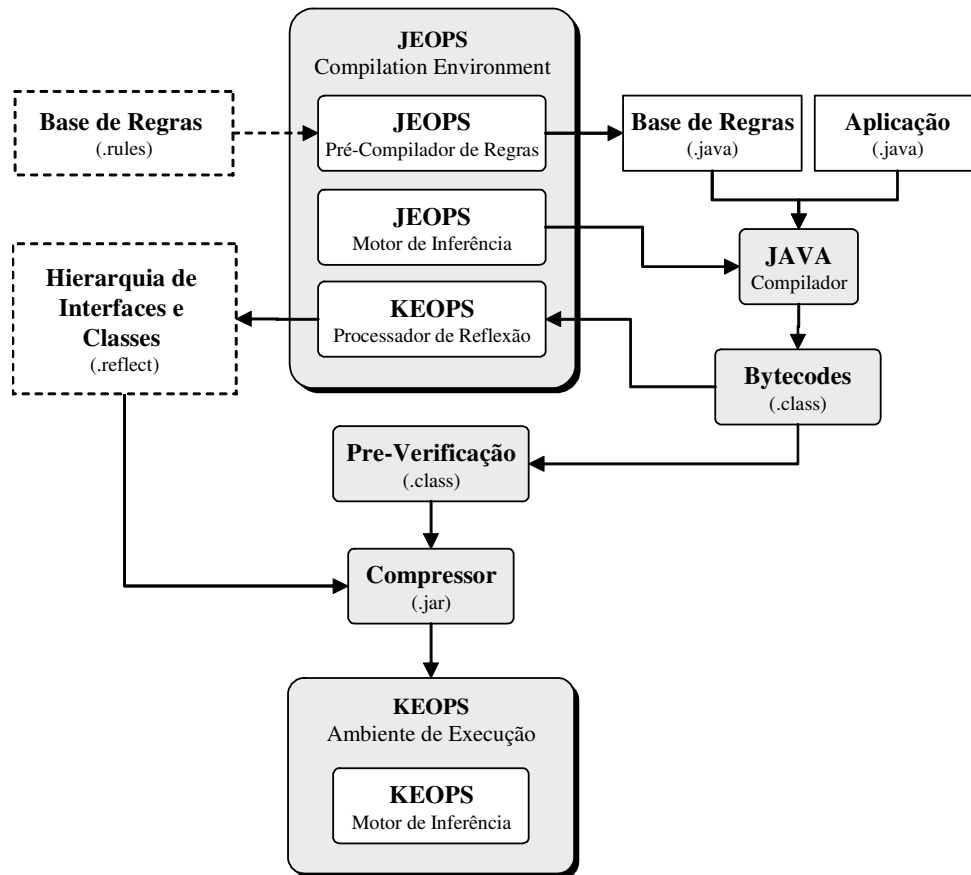 JEOPS
Compilation Environment
Base de Regras
(.rules)
JEOPS
Pré-Compilador de Regras
Base de Regras
(.java)
Aplicação
(.java)
JEOPS
Motor de Inferência
JAVA
Compilador
Hierarquia de
Interfaces e
Classes
(.reflect)
KEOPS
Processador de Reflexão
Bytecodes
(.class)
Pre-Verificação
(.class)
Compressor
(.jar)
KEOPS
Ambiente de Execução
KEOPS
Motor de Inferência